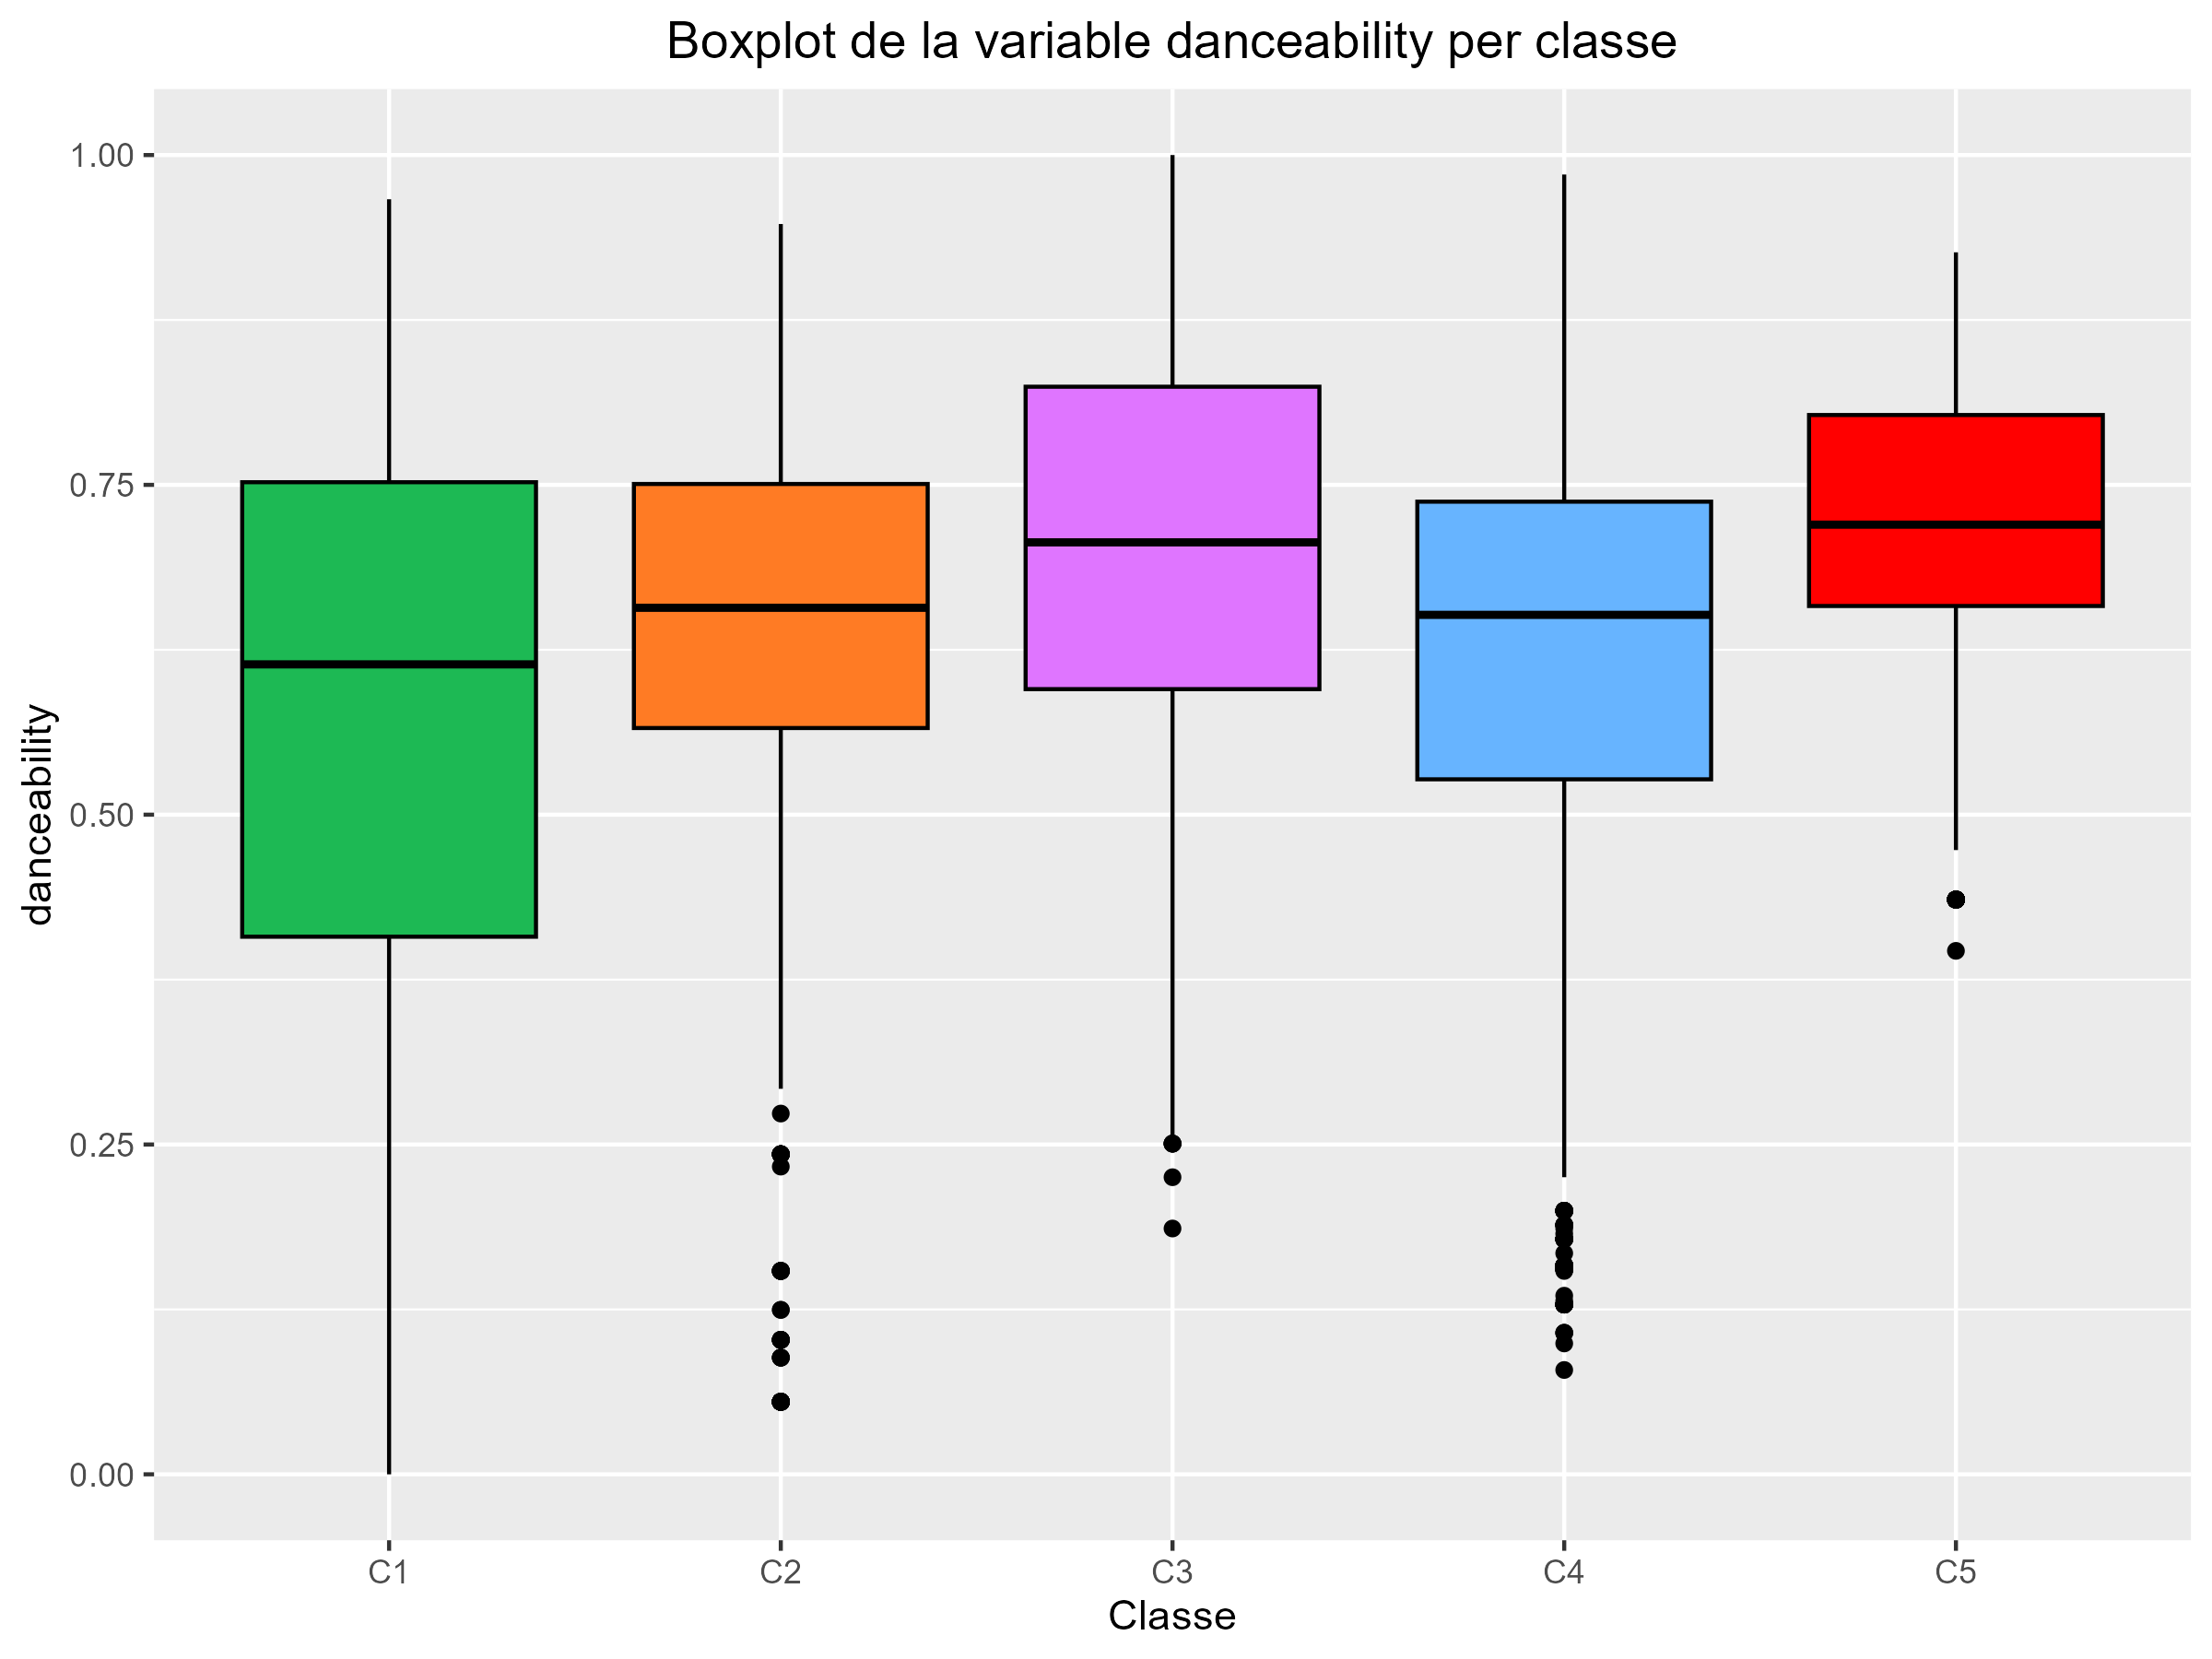 Boxplot de la variable danceability per classe
danceability
1.00
0.75
0.50
0.25
0.00
C1
C2
C3
C4
C5
Classe